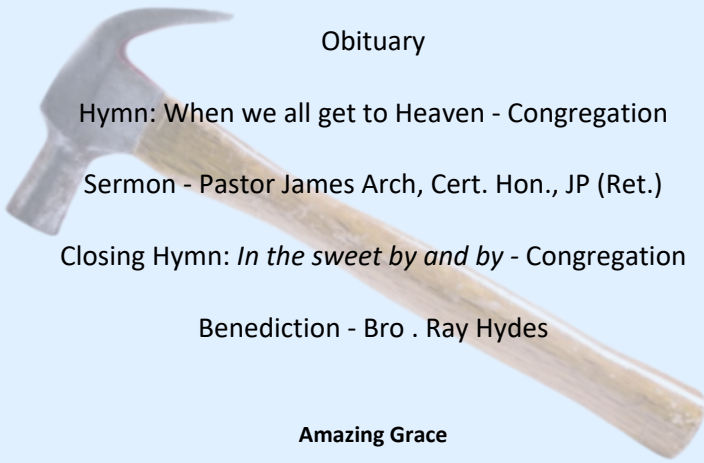 Obituary
Hymn: When we all get to Heaven - Congregation
Sermon - Pastor James Arch, Cert. Hon., JP (Ret.)
Closing Hymn: In the sweet by and by - Congregation
Benediction - Bro . Ray Hydes
Amazing Grace